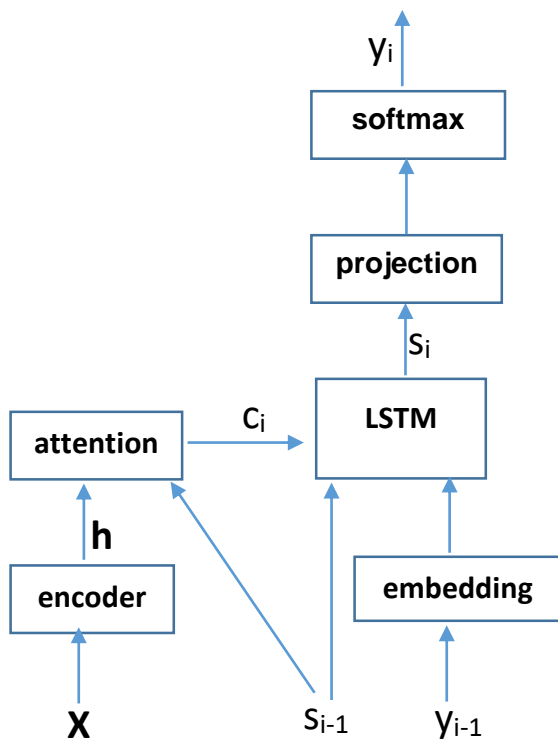 yi
softmax
projection
si
ci
LSTM
attention
h
encoder
embedding
x
si-1
yi-1